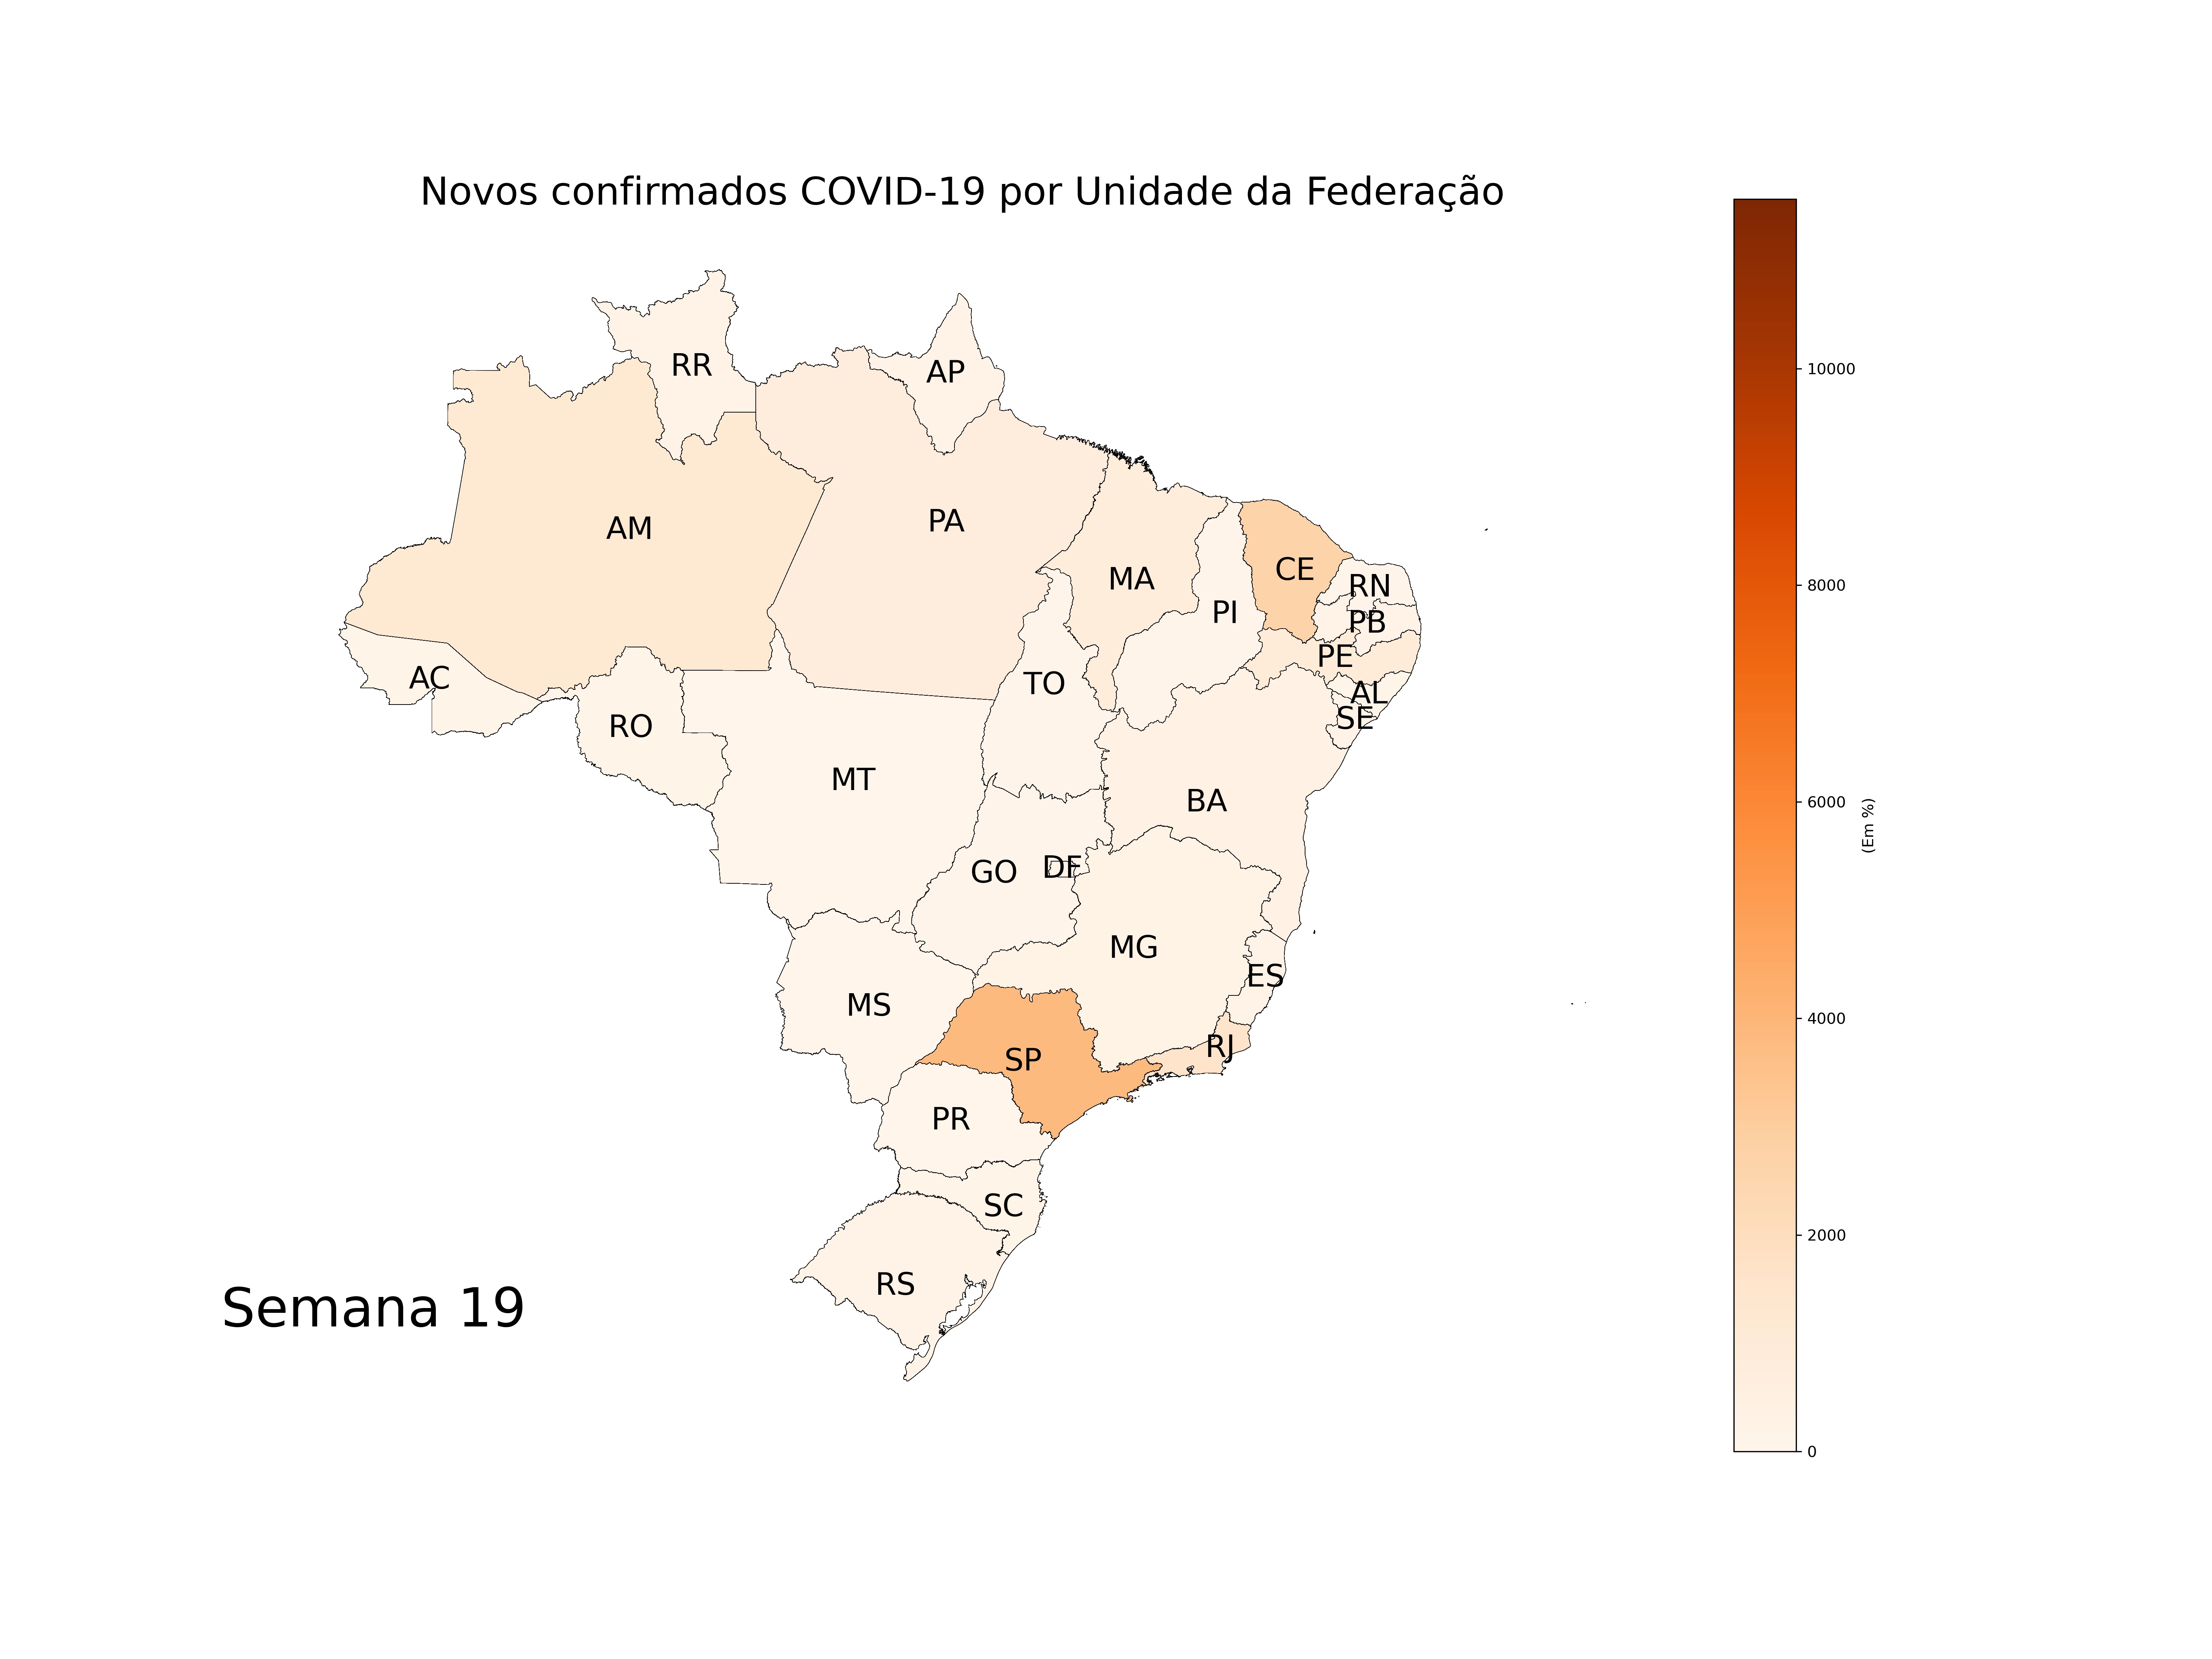 Novos confirmados COVID-19 por Unidade da Federação
RR
AP
AM
PA
MA
CE
RN
PI
PB
PE
AC
TO
AL
SE
RO
MT
BA
GO
DF
MG
ES
MS
RJ
SP
PR
SC
RS
Semana 19
10000
8000
6000
4000
2000
0
(Em %)